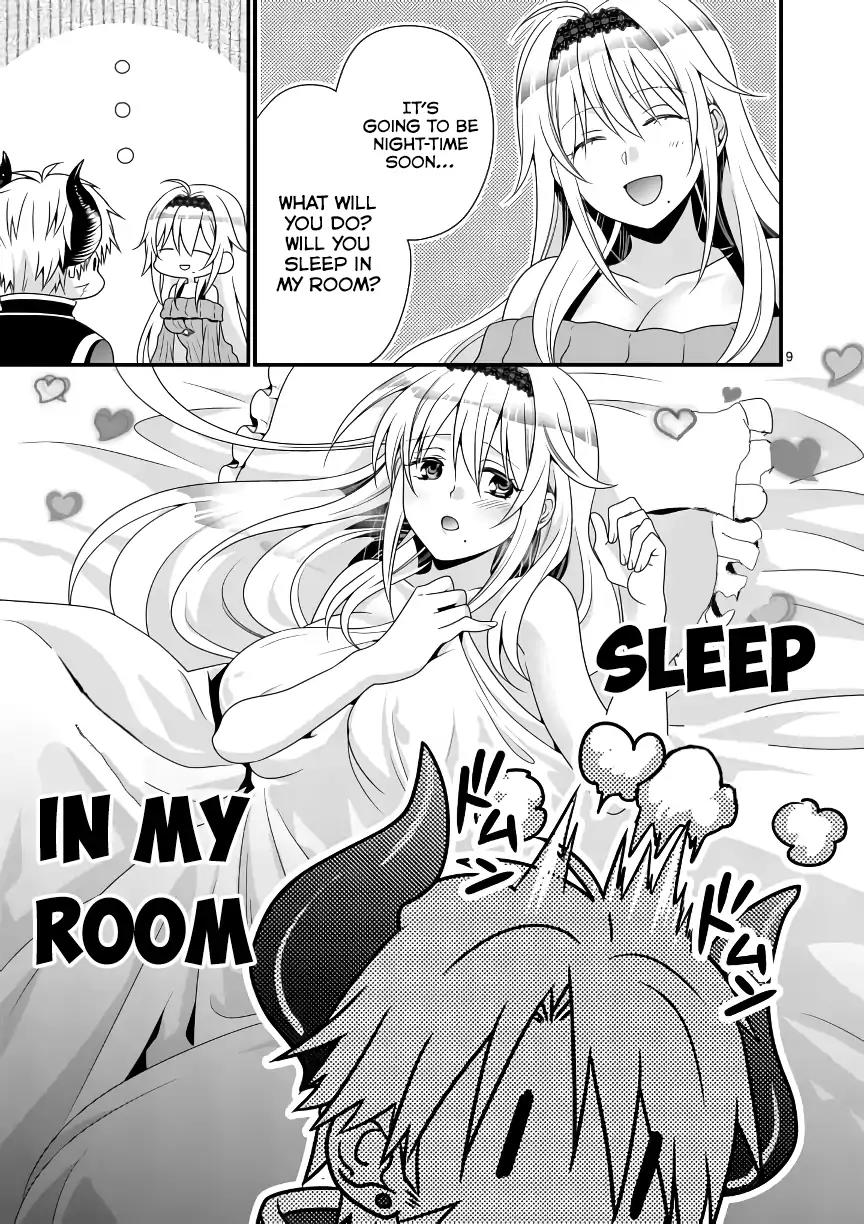 IT'S
GOING TO BE
NIGHT-TIME
SOON...
WHAT WILL
YOU DO?
WILL YOU
SLEEP IN
MY ROOM?
9
SLEEP
IN MY
ROOM
ドムン
ドムン